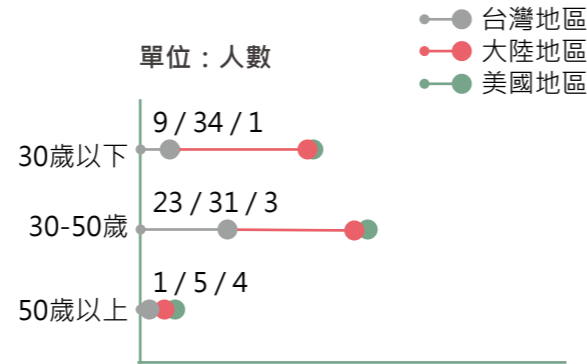 台灣地區
大陸地區
美國地區
單位：人數
9 / 34 / 1
30歲以下
23 / 31 / 3
30-50歲
1 / 5 / 4
50歲以上